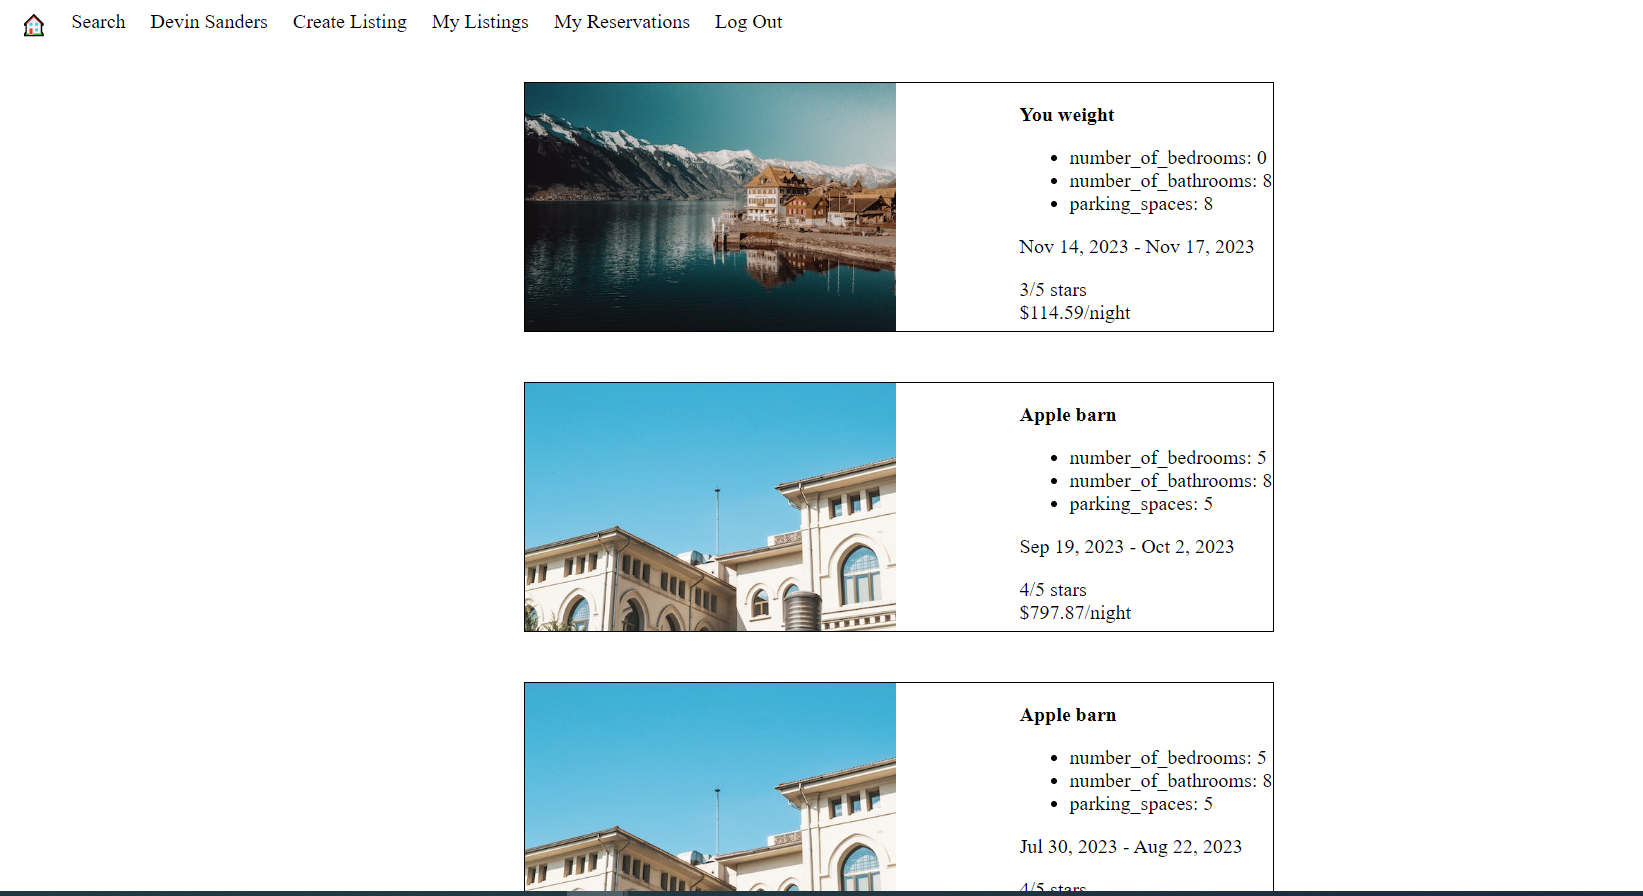 Search Devin Sanders Create Listing My Listings My Reservations Log Out
You weight
number_of_bedrooms: 0
number_of_bathrooms: 8
parking_spaces: 8
Nov 14, 2023 - Nov 17, 2023
3/5 stars
$114.59/night
Apple barn
number_of_bedrooms: 5
number_of_bathrooms: 8
parking_spaces: 5
Sep 19, 2023 - Oct 2, 2023
4/5 stars
$797.87/night
Apple barn
number_of_bedrooms: 5
number_of_bathrooms: 8
parking_spaces: 5
Jul 30, 2023 - Aug 22, 2023
4/5 stars